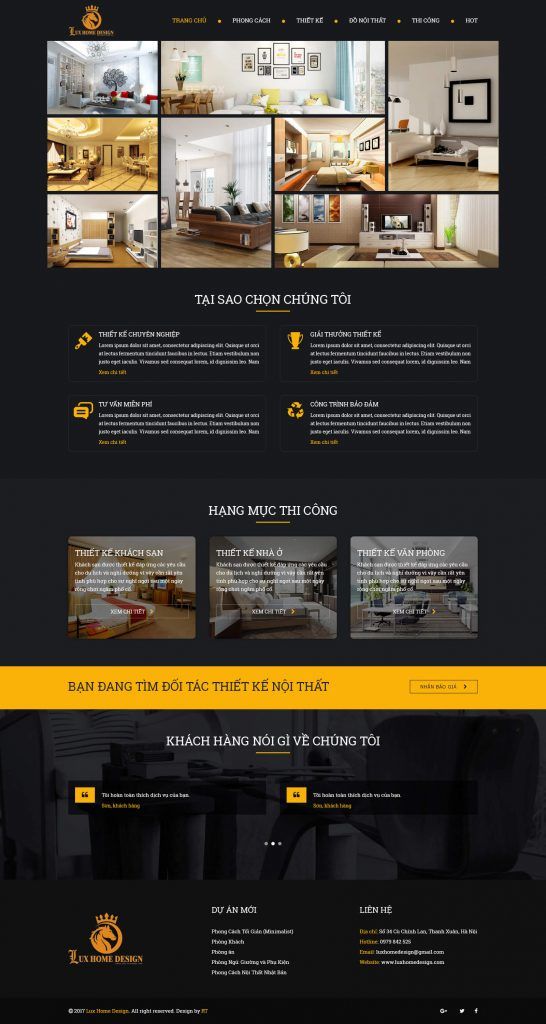 LUX HOME DESIGN
TRANG CHỦ PHONG CÁCH THIẾT KẾ ĐỒ NỘI THẤT THI CÔNG HOT
TẠI SAO CHỌN CHÚNG TÔI
THIẾT KẾ CHUYÊN NGHIỆP
Lorem ipsum dolor sit amet, consectetur adipiscing elit. Quisque ut orci
at lectus fermentum tincidunt faucibus in lectus. Etiam vestibulum non
justo eget iaculis. Vivamus sed consequat lorem, id dignissim leo. Nam
Xem chi tiết
GIẢI THƯỞNG THIẾT KẾ
Lorem ipsum dolor sit amet, consectetur adipiscing elit. Quisque ut orci
at lectus fermentum tincidunt faucibus in lectus. Etiam vestibulum non
justo eget iaculis. Vivamus sed consequat lorem, id dignissim leo. Nam
Xem chi tiết
TƯ VẤN MIỄN PHÍ
Lorem ipsum dolor sit amet, consectetur adipiscing elit. Quisque ut orci
at lectus fermentum tincidunt faucibus in lectus. Etiam vestibulum non
justo eget iaculis. Vivamus sed consequat lorem, id dignissim leo. Nam
Xem chi tiết
CÔNG TRÌNH BẢO ĐẢM
Lorem ipsum dolor sit amet, consectetur adipiscing elit. Quisque ut orci
at lectus fermentum tincidunt faucibus in lectus. Etiam vestibulum non
justo eget iaculis. Vivamus sed consequat lorem, id dignissim leo. Nam
Xem chi tiết
HẠNG MỤC THI CÔNG
THIẾT KẾ KHÁCH SẠN
Khách sạn được thiết kế đáp ứng các yêu cầu
cho du lịch và nghỉ dưỡng vì vậy cần rất yên
tĩnh phù hợp cho sự nghỉ ngơi sau một ngày
rong chơi ngắm phố cổ.
XEM CHI TIẾT
THIẾT KẾ NHÀ Ở
Khách sạn được thiết kế đáp ứng các yêu cầu
cho du lịch và nghỉ dưỡng vì vậy cần rất yên
tĩnh phù hợp cho sự nghỉ ngơi sau một ngày
rong chơi ngắm phố cổ.
XEM CHI TIẾT
THIẾT KẾ VĂN PHÒNG
Khách sạn được thiết kế đáp ứng các yêu cầu
cho du lịch và nghỉ dưỡng vì vậy cần rất yên
tĩnh phù hợp cho sự nghỉ ngơi sau một ngày
rong chơi ngắm phố cổ.
XEM CHI TIẾT
BẠN ĐANG TÌM ĐỐI TÁC THIẾT KẾ NỘI THẤT
NHẬN BÁO GIÁ
KHÁCH HÀNG NÓI GÌ VỀ CHÚNG TÔI
Tôi hoàn toàn thích dịch vụ của bạn.
Sơn, khách hàng
Tôi hoàn toàn thích dịch vụ của bạn.
Sơn, khách hàng
LUX HOME DESIGN
DỰ ÁN MỚI
Phong Cách Tối Giản (Minimalist)
Phòng Khách
Phòng ăn
Phòng Ngủ: Giường và Phụ Kiện
Phong Cách Nội Thất Nhật Bản
LIÊN HỆ
Địa chỉ: Số 34 Cù Chính Lan, Thanh Xuân, Hà Nội
Hotline: 0979 842 525
Email: luxhomedesign@gmail.com
Website: www.luxhomedesign.com
© 2017 Lux Home Design. All right reserved. Design by RT